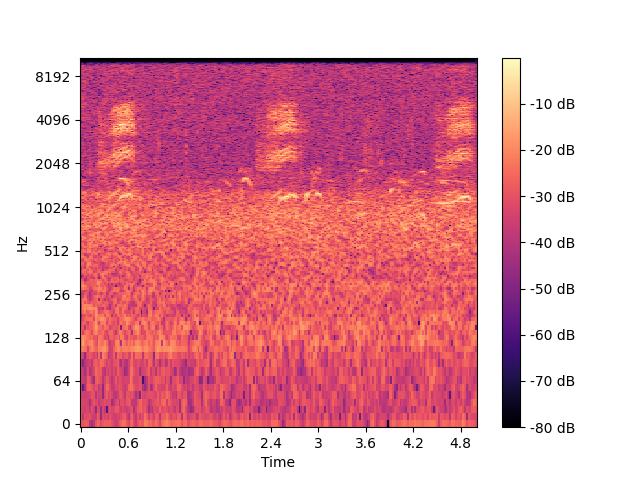 8192
4096
2048
1024
512
256
128
64
0
Hz
0 0.6 1.2 1.8 2.4 3 3.6 4.2 4.8
Time
-10 dB
-20 dB
-30 dB
-40 dB
-50 dB
-60 dB
-70 dB
-80 dB